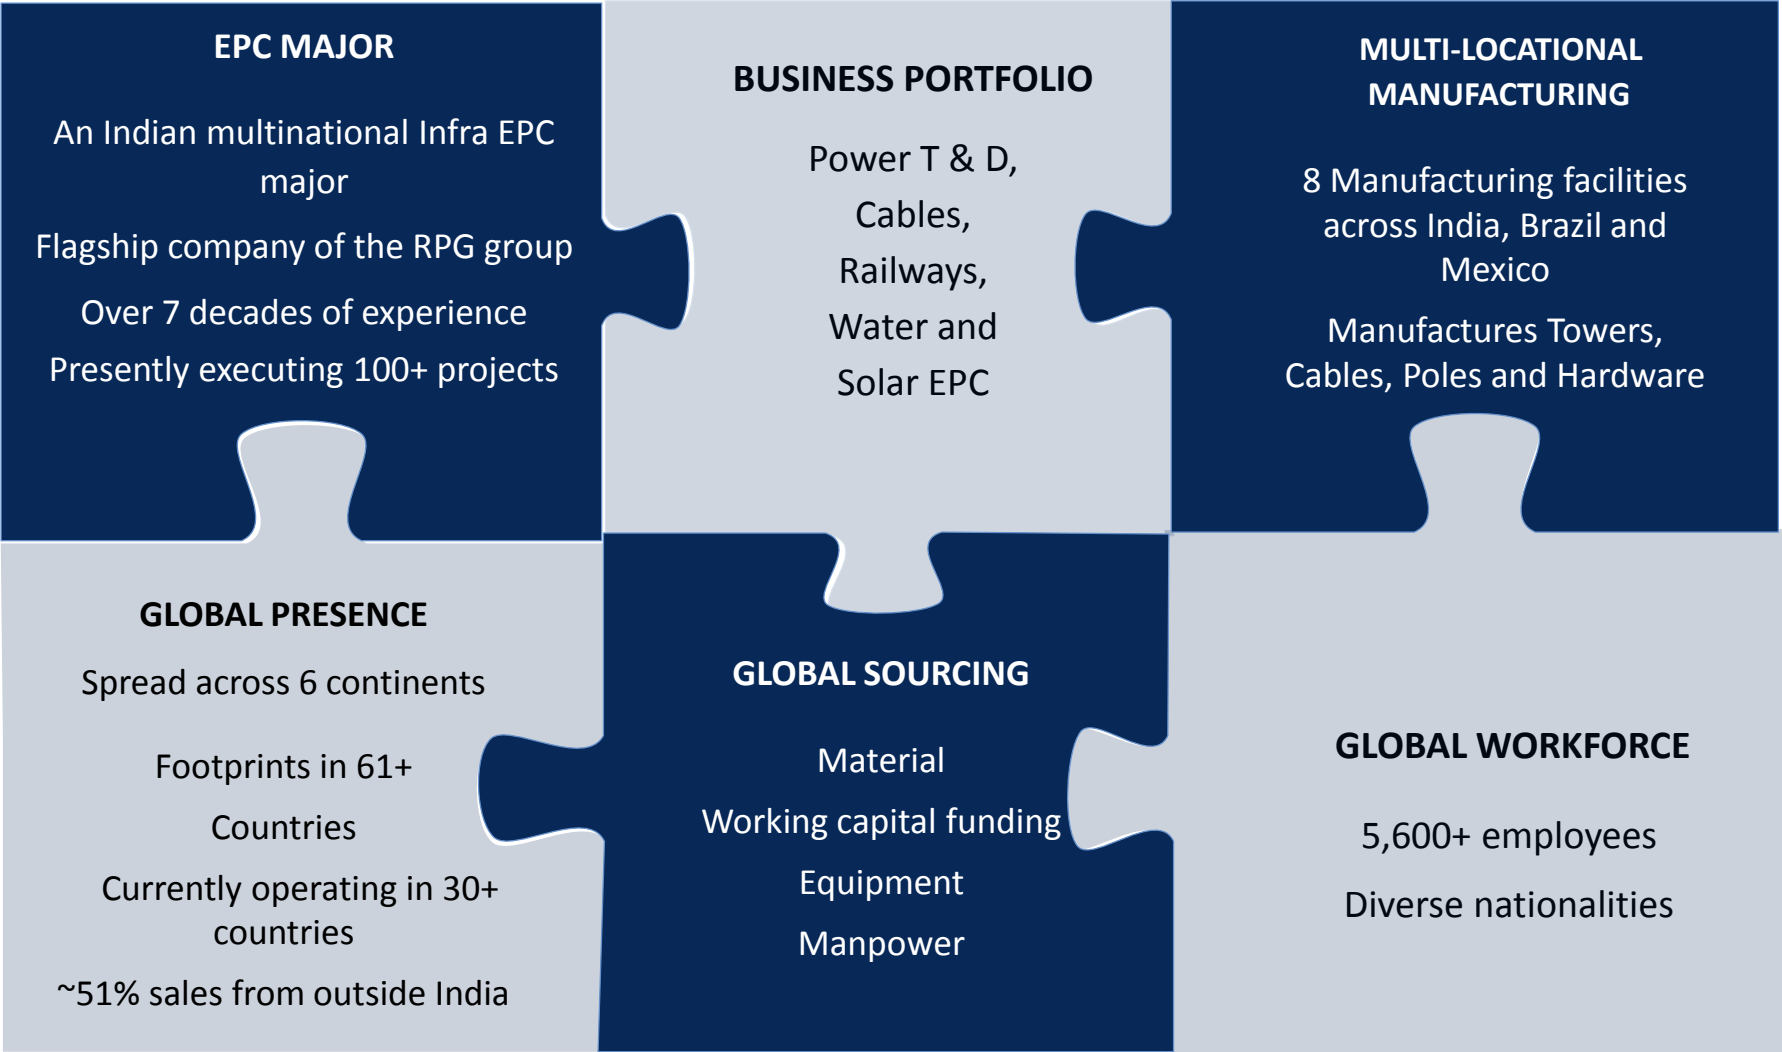 EPC MAJOR
An Indian multinational Infra EPC
major
Flagship company of the RPG group
Over 7 decades of experience
Presently executing 100+ projects
BUSINESS PORTFOLIO
Power T & D,
Cables,
Railways,
Water and
Solar EPC
MULTI-LOCATIONAL
MANUFACTURING
8 Manufacturing facilities
across India, Brazil and
Mexico
Manufactures Towers,
Cables, Poles and Hardware
GLOBAL PRESENCE
Spread across 6 continents
Footprints in 61+
Countries
Currently operating in 30+
countries
~51% sales from outside India
GLOBAL SOURCING
Material
Working capital funding
Equipment
Manpower
GLOBAL WORKFORCE
5,600+ employees
Diverse nationalities